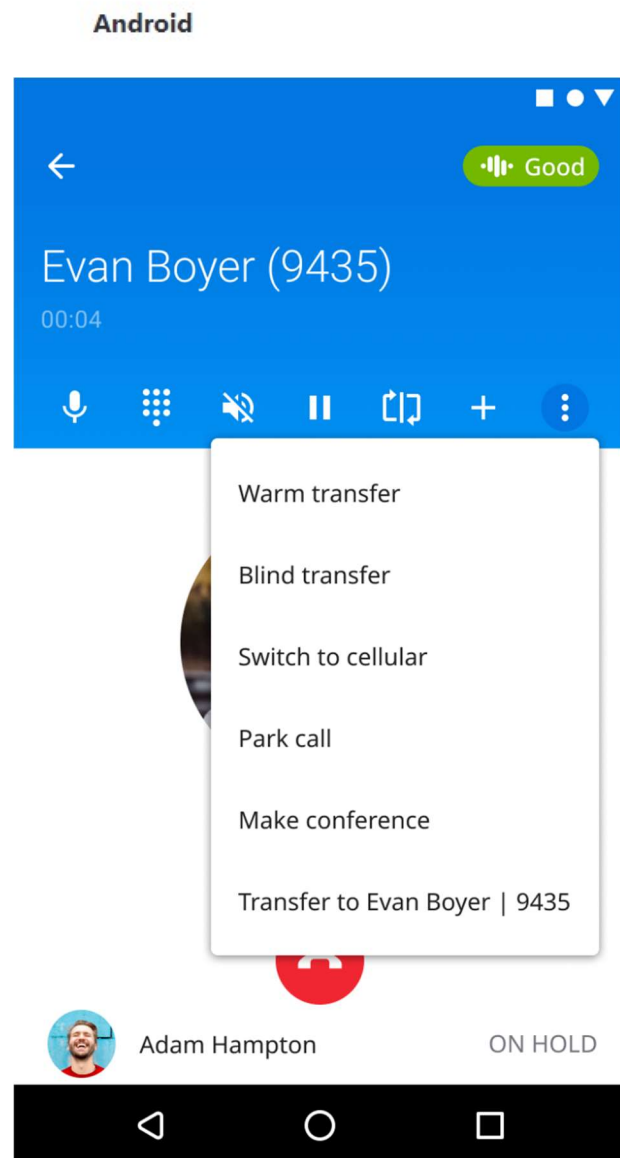 Android
Good
Evan Boyer (9435)
00:04
Warm transfer
Blind transfer
Switch to cellular
Park call
Make conference
Transfer to Evan Boyer | 9435
Adam Hampton
ON HOLD